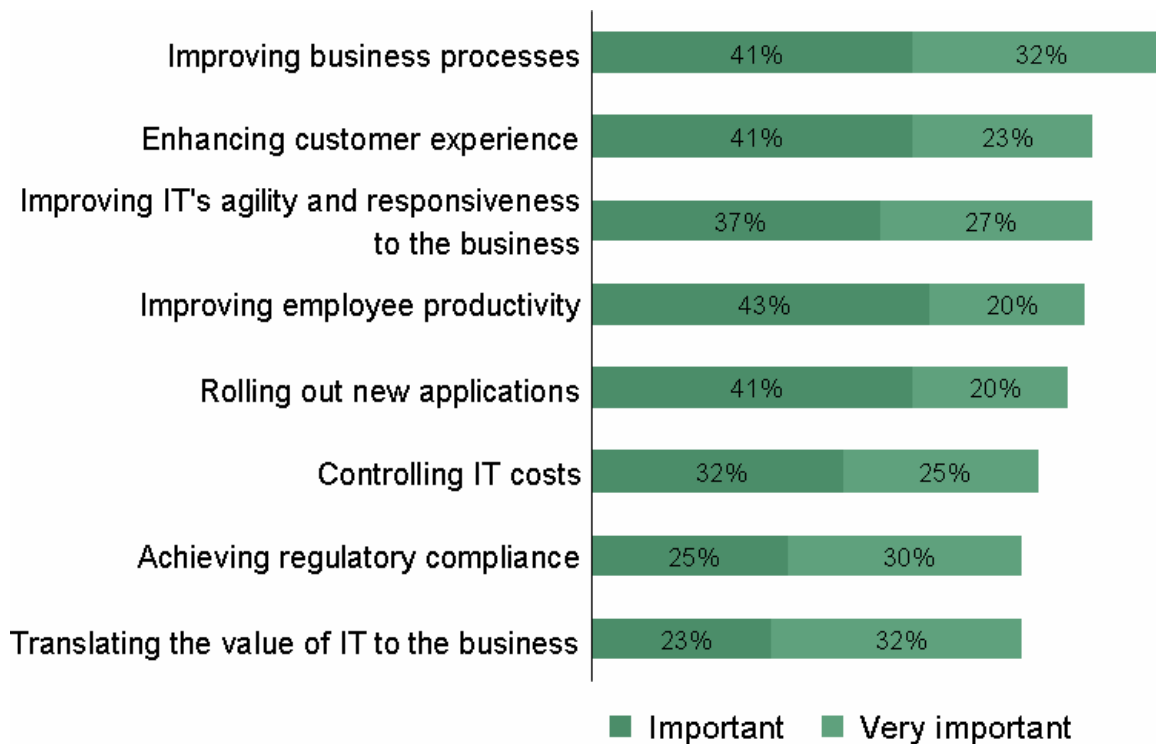 Improving business processes 41% 32%
Enhancing customer experience 41% 23%
Improving IT's agility and responsiveness
to the business 37% 27%
Improving employee productivity 43% 20%
Rolling out new applications 41% 20%
Controlling IT costs 32% 25%
Achieving regulatory compliance 25% 30%
Translating the value of IT to the business 23% 32%
Important Very important